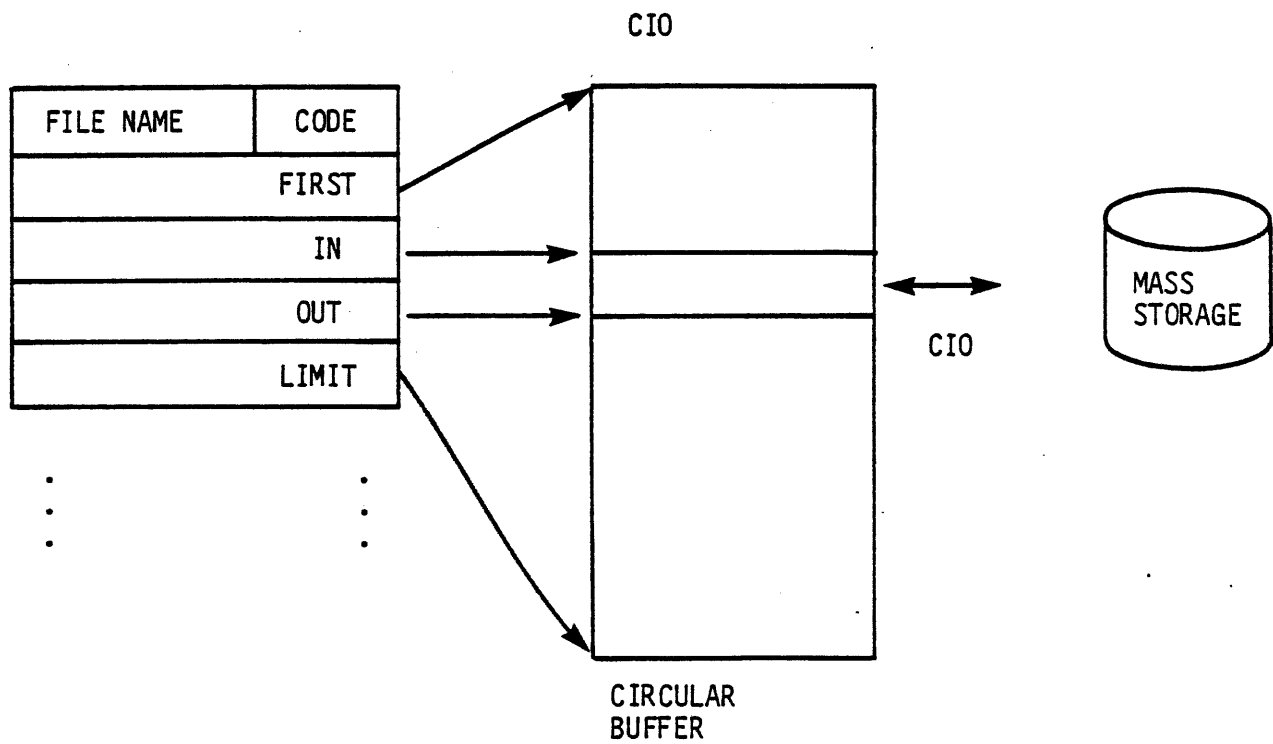 CIO
FILE NAME CODE
FIRST
IN
OUT
LIMIT
CIO
MASS
STORAGE
CIRCULAR
BUFFER